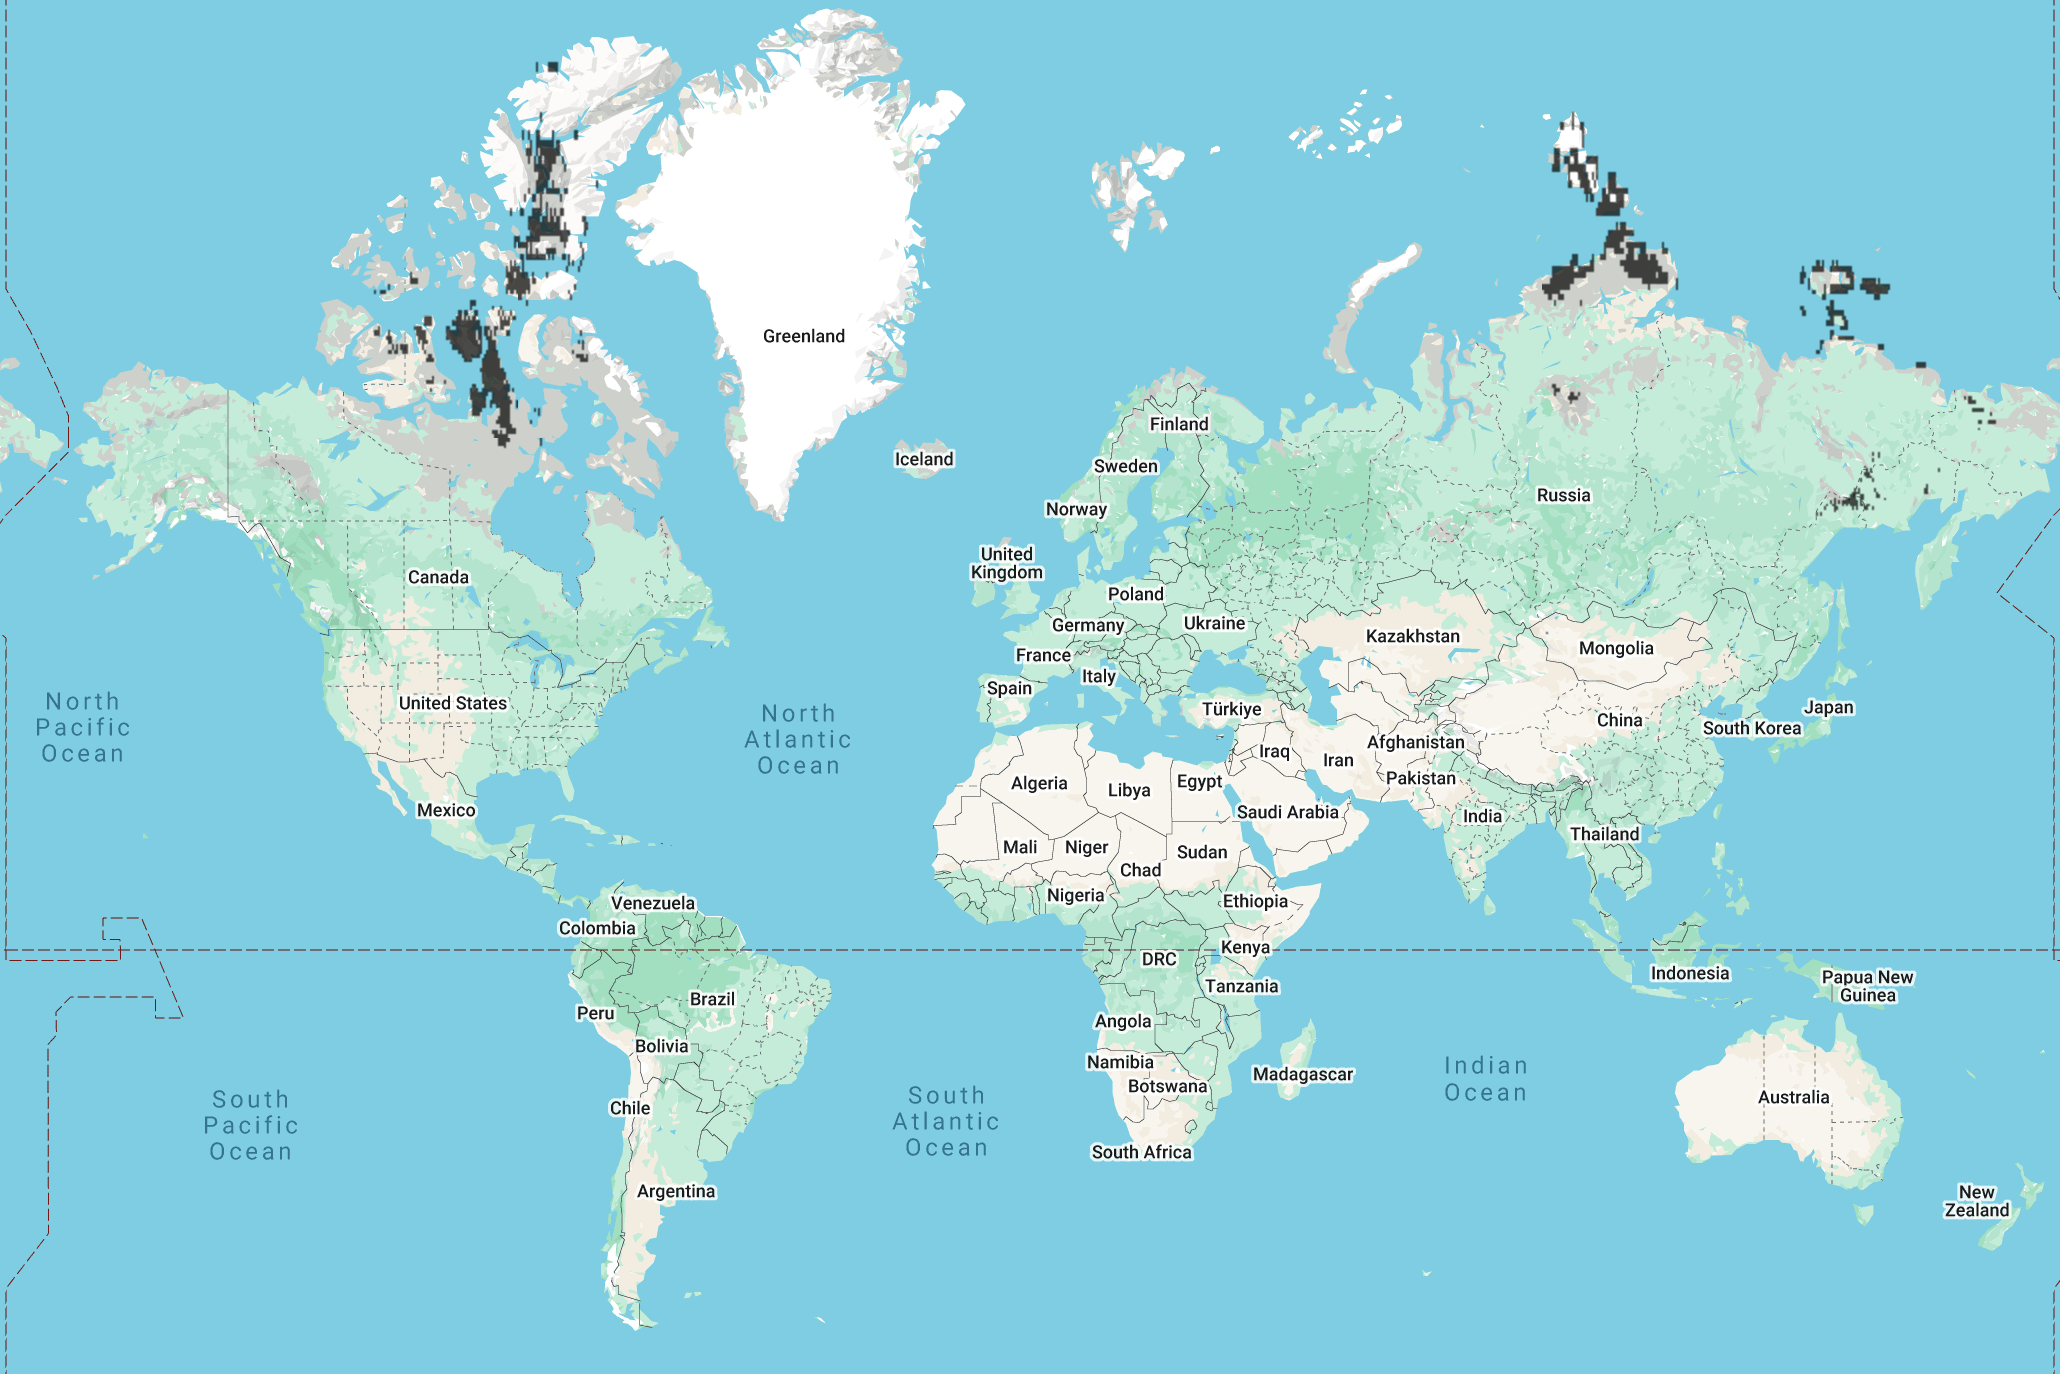 Greenland
Finland
Iceland
Sweden
Russia
Norway
United
Kingdom
Canada
Poland
Germany
Ukraine
Kazakhstan
Mongolia
France
Italy
Spain
United States
North
Pacific
Ocean
North
Atlantic
Ocean
Türkiye
China
Japan
South Korea
Afghanistan
Iraq
Iran
Pakistan
Algeria
Libya
Egypt
Saudi Arabia
India
Mexico
Thailand
Mali
Niger
Sudan
Chad
Nigeria
Ethiopia
Venezuela
Colombia
Kenya
DRC
Indonesia
Papua New
Guinea
Tanzania
Brazil
Peru
Angola
Bolivia
Namibia
Botswana
Madagascar
Indian
Ocean
Australia
Chile
South
Pacific
Ocean
South
Atlantic
Ocean
South Africa
Argentina
New
Zealand